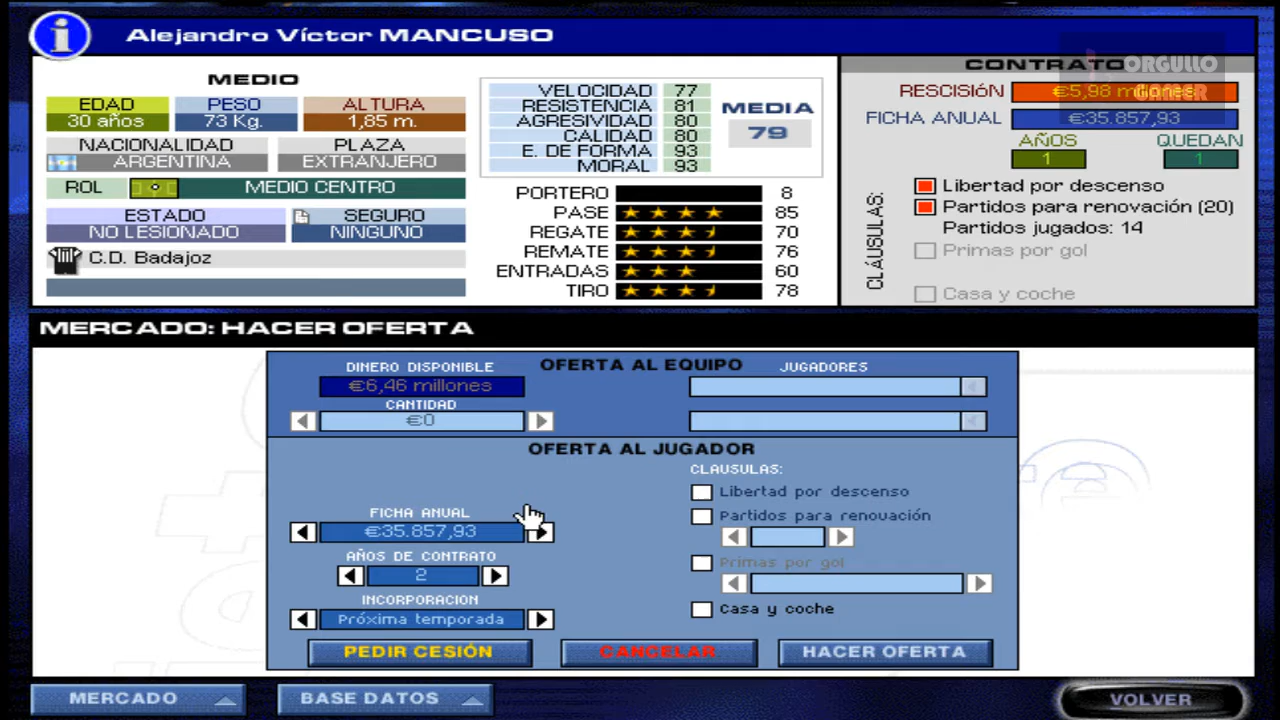 Alejandro Víctor MANCUSO
MEDIO
EDAD
30 años
PESO
73 Kg.
ALTURA
1,85 m.
NACIONALIDAD
ARGENTINA
PLAZA
EXTRANJERO
ROL
MEDIO CENTRO
ESTADO
NO LESIONADO
SEGURO
NINGUNO
C.D. Badajoz
VELOCIDAD 77
RESISTENCIA 81
AGRESIVIDAD 80
CALIDAD 80
E. DE FORMA 93
MORAL 93
MEDIA
79
PORTERO 8
PASE 85
REGATE 70
REMATE 76
ENTRADAS 60
TIRO 78
CONTRATO
ORGULLO
GAMER
RESCISIÓN €5,98 millones
FICHA ANUAL €35.857,93
AÑOS
1
QUEDAN
1
CLÁUSULAS:
Libertad por descenso
Partidos para renovación (20)
Partidos jugados: 14
Primas por gol
Casa y coche
MERCADO: HACER OFERTA
OFERTA AL EQUIPO
DINERO DISPONIBLE
€6,46 millones
CANTIDAD
€0
JUGADORES
OFERTA AL JUGADOR
FICHA ANUAL
€35.857,93
AÑOS DE CONTRATO
2
INCORPORACION
Próxima temporada
CLAUSULAS:
Libertad por descenso
Partidos para renovación
Primas por gol
Casa y coche
PEDIR CESIÓN
CANCELAR
HACER OFERTA
MERCADO
BASE DATOS
VOLVER